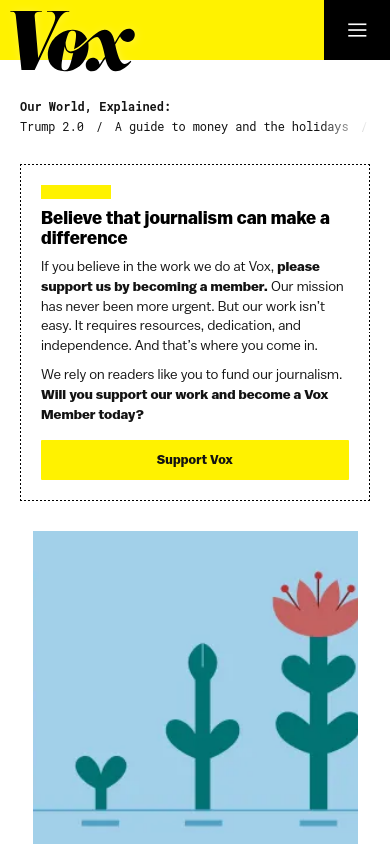 Vox
Our World, Explained:
Trump 2.0 / A guide to money and the holidays /
Believe that journalism can make a
difference
If you believe in the work we do at Vox, please
support us by becoming a member. Our mission
has never been more urgent. But our work isn't
easy. It requires resources, dedication, and
independence. And that's where you come in.
We rely on readers like you to fund our journalism.
Will you support our work and become a Vox
Member today?
Support Vox